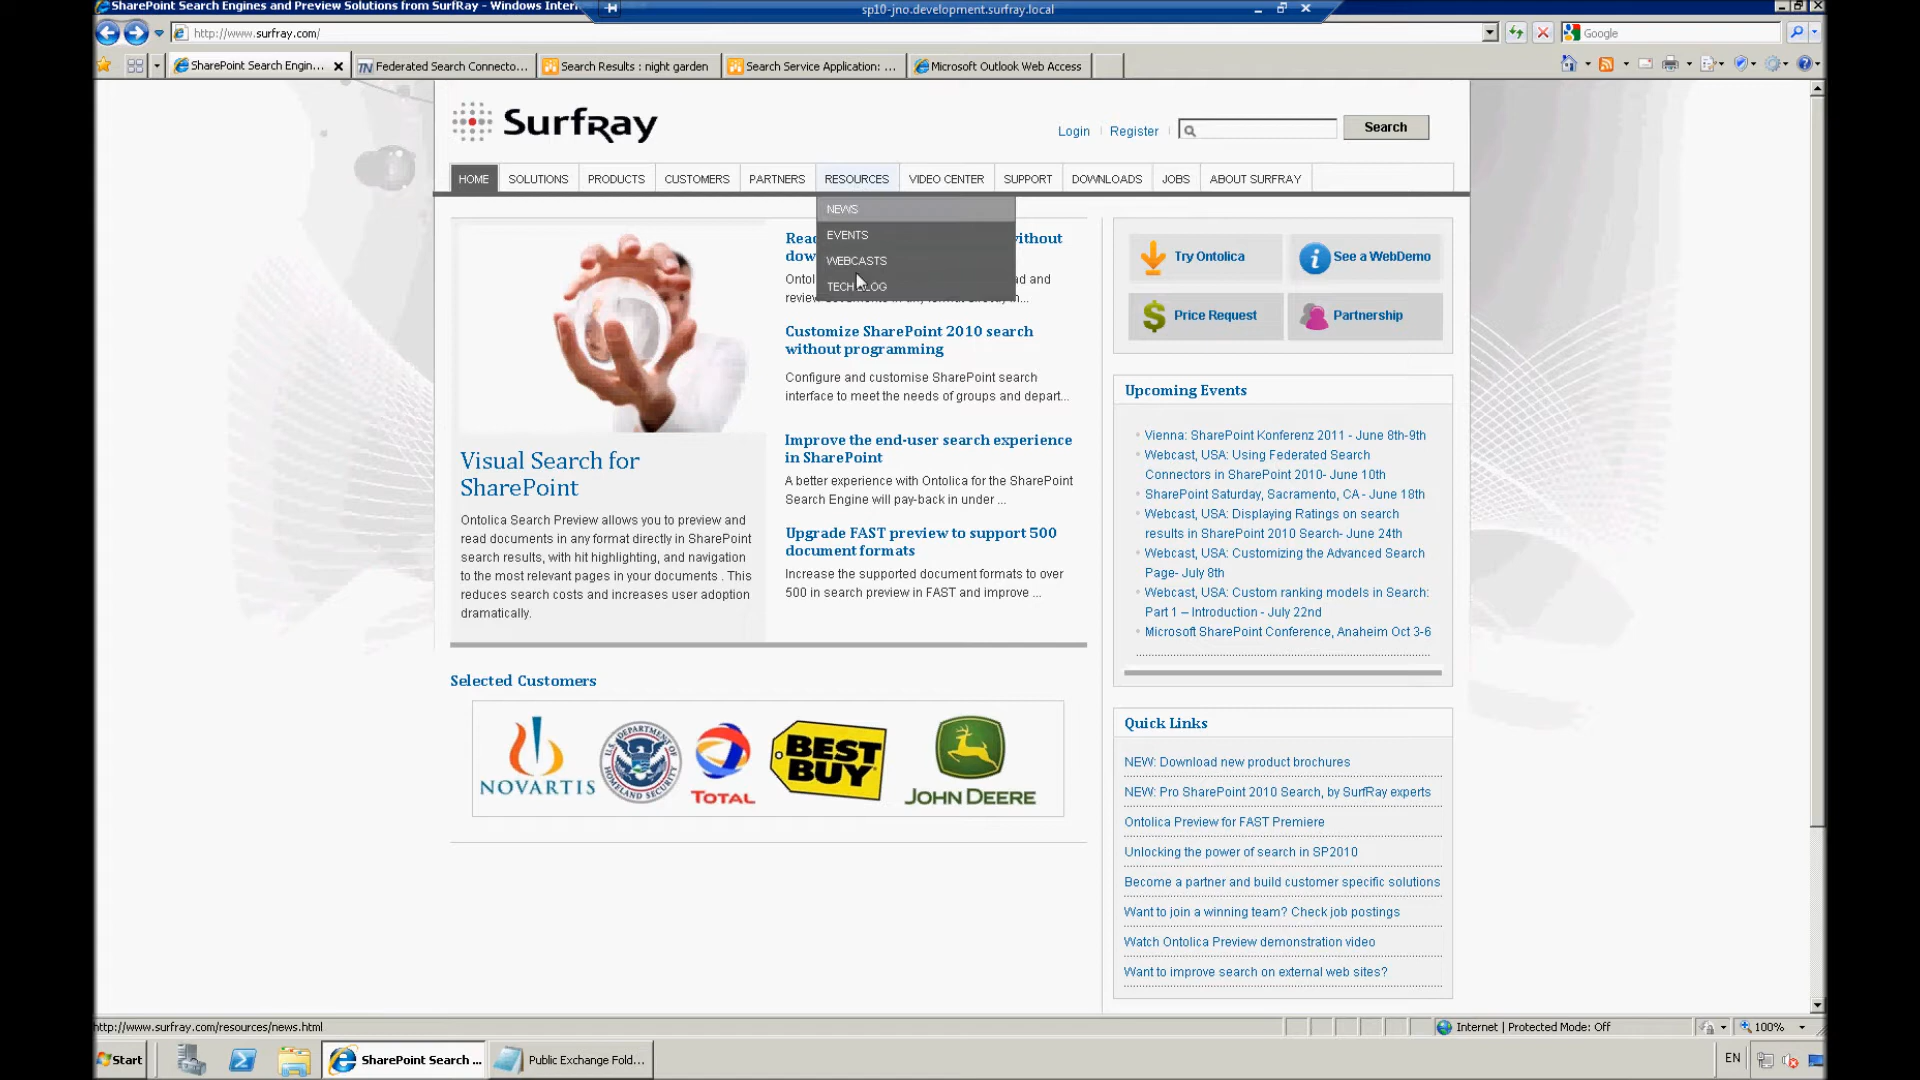 SharePoint Search Engines and Preview Solutions from SurfRay - Windows Inter
sp10-jno.development.surfray.local
http://www.surfray.com/
Google
SharePoint Search Engin...
Federated Search Connecto...
Search Results : night garden
Search Service Application: ...
Microsoft Outlook Web Access
SurfRay
Login
Register
Search
HOME
SOLUTIONS
PRODUCTS
CUSTOMERS
PARTNERS
RESOURCES
VIDEO CENTER
SUPPORT
DOWNLOADS
JOBS
ABOUT SURFRAY
NEWS
EVENTS
WEBCASTS
TECH BLOG
Visual Search for
SharePoint
Ontolica Search Preview allows you to preview and
read documents in any format directly in SharePoint
search results, with hit highlighting, and navigation
to the most relevant pages in your documents . This
reduces search costs and increases user adoption
dramatically.
Customize SharePoint 2010 search
without programming
Configure and customise SharePoint search
interface to meet the needs of groups and depart...
Improve the end-user search experience
in SharePoint
A better experience with Ontolica for the SharePoint
Search Engine will pay-back in under ...
Upgrade FAST preview to support 500
document formats
Increase the supported document formats to over
500 in search preview in FAST and improve ...
Try Ontolica
See a WebDemo
Price Request
Partnership
Upcoming Events
Vienna: SharePoint Konferenz 2011 - June 8th-9th
Webcast, USA: Using Federated Search
Connectors in SharePoint 2010- June 10th
SharePoint Saturday, Sacramento, CA - June 18th
Webcast, USA: Displaying Ratings on search
results in SharePoint 2010 Search- June 24th
Webcast, USA: Customizing the Advanced Search
Page- July 8th
Webcast, USA: Custom ranking models in Search:
Part 1 – Introduction - July 22nd
Microsoft SharePoint Conference, Anaheim Oct 3-6
Selected Customers
NOVARTIS
TOTAL
BEST
BUY
JOHN DEERE
Quick Links
NEW: Download new product brochures
NEW: Pro SharePoint 2010 Search, by SurfRay experts
Ontolica Preview for FAST Premiere
Unlocking the power of search in SP2010
Become a partner and build customer specific solutions
Want to join a winning team? Check job postings
Watch Ontolica Preview demonstration video
Want to improve search on external web sites?
http://www.surfray.com/resources/news.html
Internet | Protected Mode: Off
100%
Start
SharePoint Search ...
Public Exchange Fold...
EN